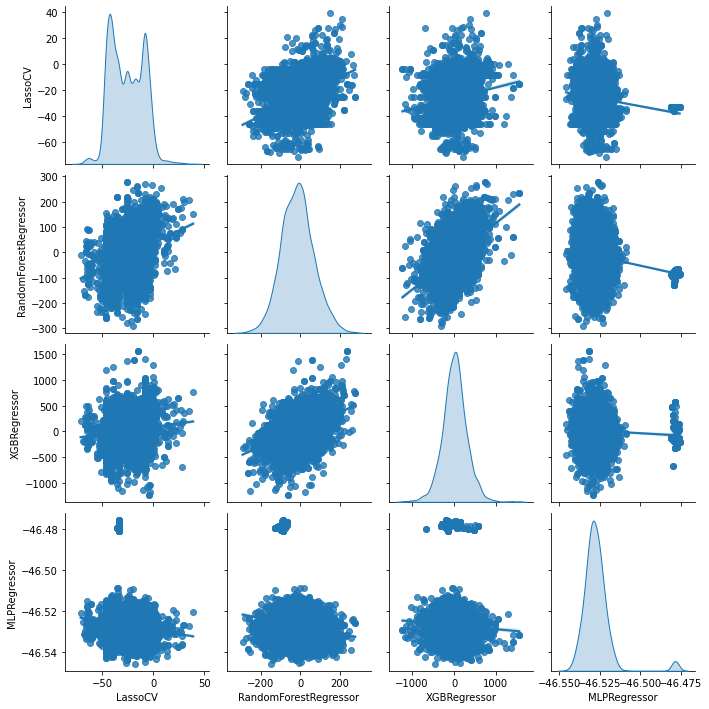 40
20
0
−20
−40
−60
LassoCV
300
200
100
0
−100
−200
−300
RandomForestRegressor
1500
1000
500
0
−500
−1000
XGBRegressor
−46.48
−46.50
−46.52
−46.54
MLPRegressor
−50 0 50
−200 0 200
−1000 0 1000
−46.550 −46.525 −46.500 −46.475
LassoCV RandomForestRegressor XGBRegressor MLPRegressor